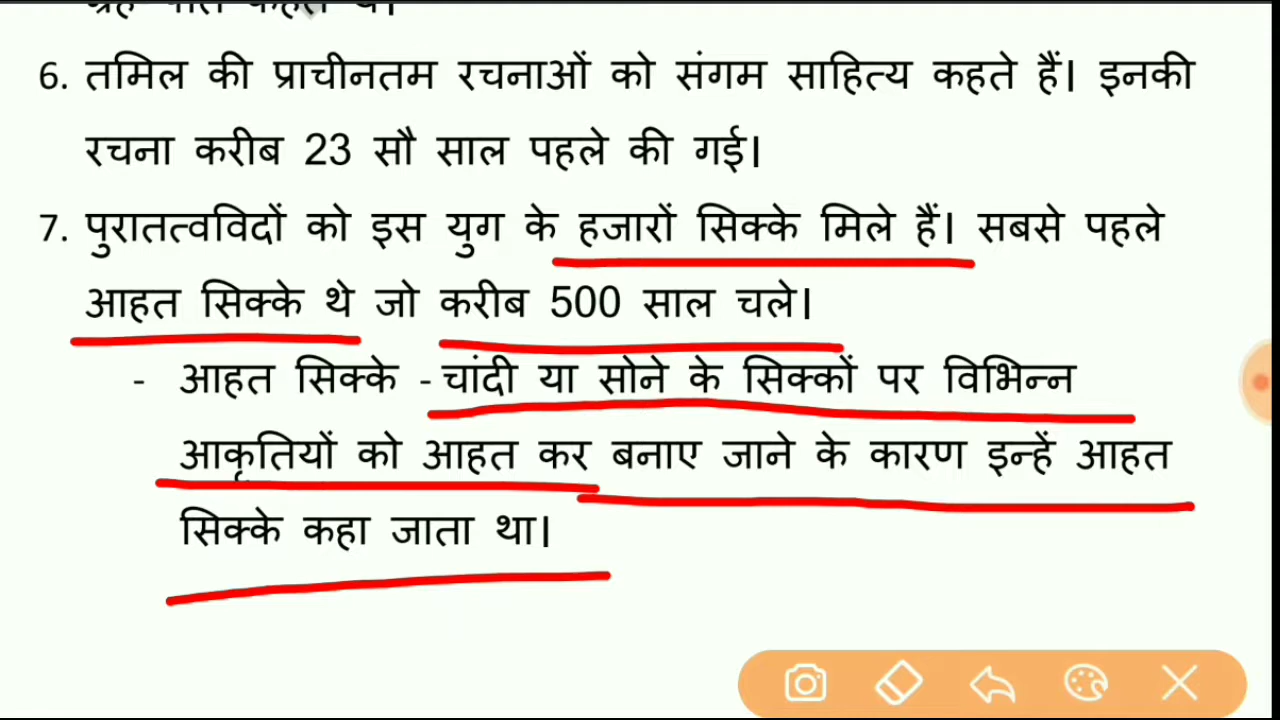 6. तमिल की प्राचीनतम रचनाओं को संगम साहित्य कहते हैं। इनकी
रचना करीब 23 सौ साल पहले की गई।
7. पुरातत्वविदों को इस युग के हजारों सिक्के मिले हैं। सबसे पहले
आहत सिक्के थे जो करीब 500 साल चले।
- आहत सिक्के - चांदी या सोने के सिक्कों पर विभिन्न
आकृतियों को आहत कर बनाए जाने के कारण इन्हें आहत
सिक्के कहा जाता था।